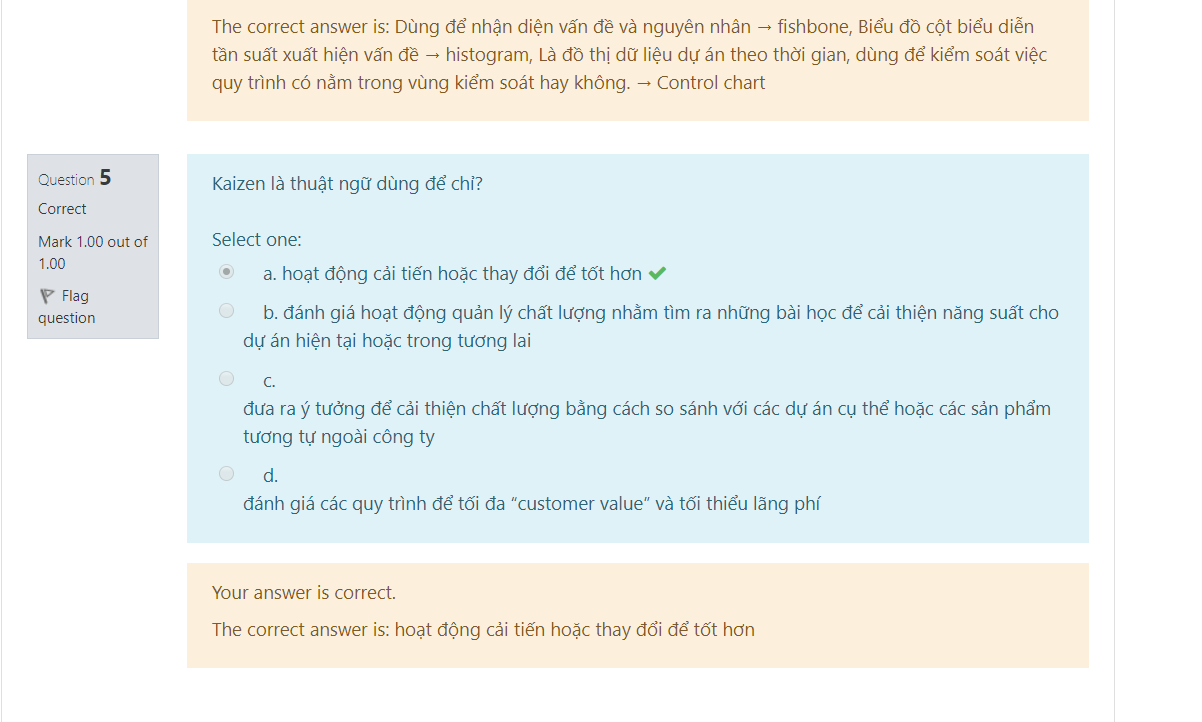 The correct answer is: Dùng để nhận diện vấn đề và nguyên nhân → fishbone, Biểu đồ cột biểu diễn
tần suất xuất hiện vấn đề → histogram, Là đồ thị dữ liệu dự án theo thời gian, dùng để kiểm soát việc
quy trình có nằm trong vùng kiểm soát hay không. → Control chart
Question 5
Correct
Mark 1.00 out of
1.00
Flag
question
Kaizen là thuật ngữ dùng để chỉ?
Select one:
a. hoạt động cải tiến hoặc thay đổi để tốt hơn
b. đánh giá hoạt động quản lý chất lượng nhằm tìm ra những bài học để cải thiện năng suất cho
dự án hiện tại hoặc trong tương lai
c.
đưa ra ý tưởng để cải thiện chất lượng bằng cách so sánh với các dự án cụ thể hoặc các sản phẩm
tương tự ngoài công ty
d.
đánh giá các quy trình để tối đa “customer value” và tối thiểu lãng phí
Your answer is correct.
The correct answer is: hoạt động cải tiến hoặc thay đổi để tốt hơn